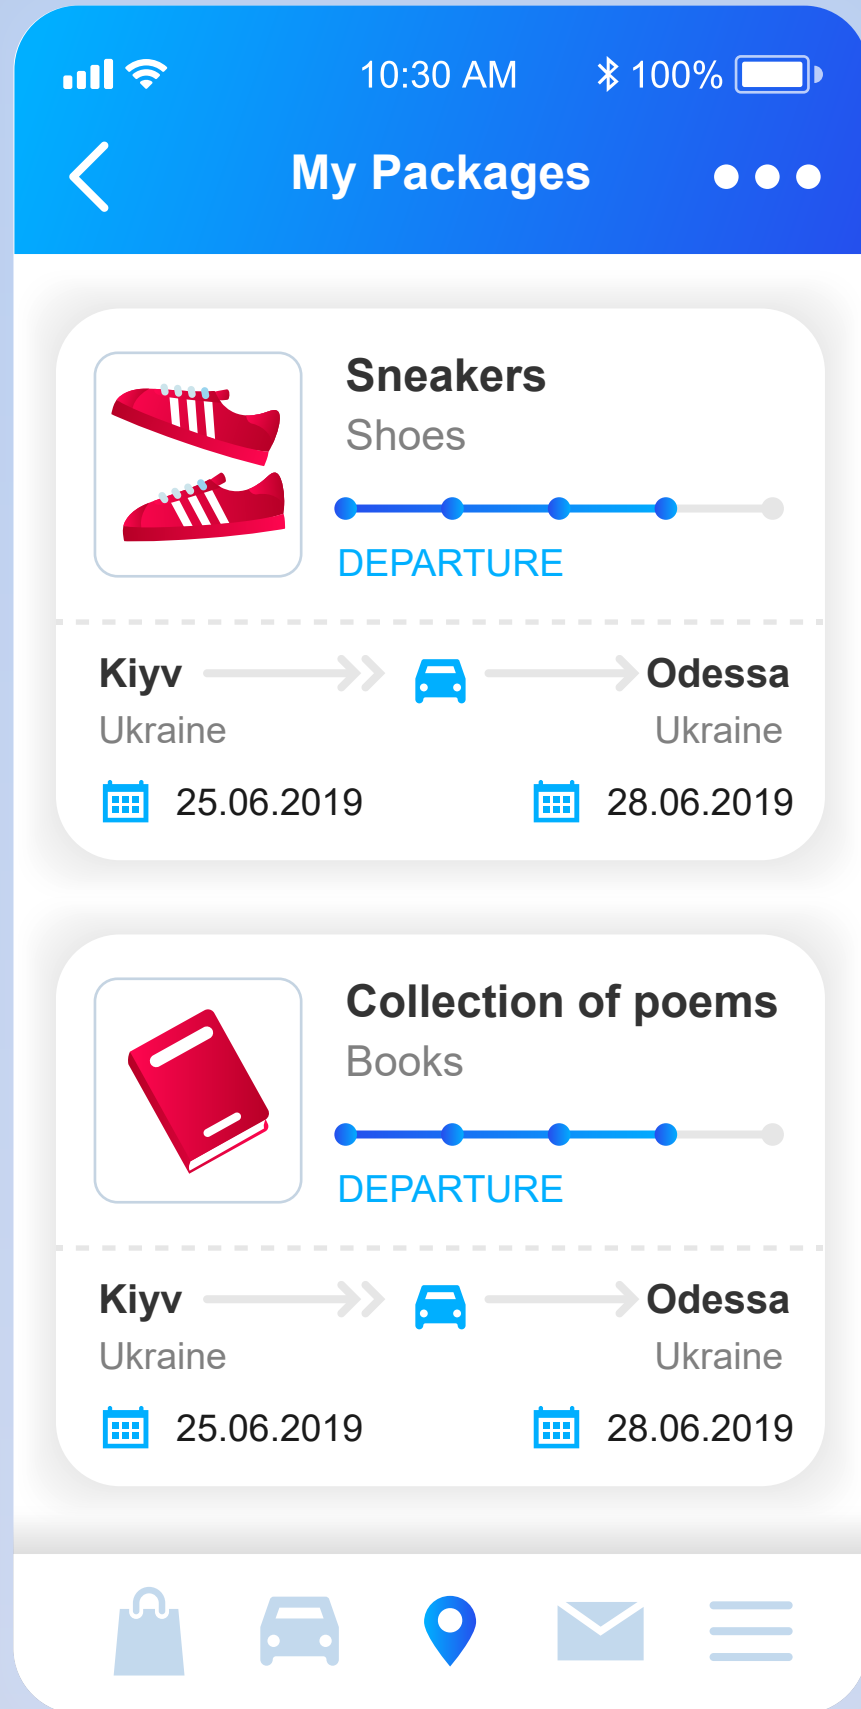 10:30 AM 100%
My Packages
Sneakers
Shoes
DEPARTURE
Kiyv Odessa
Ukraine Ukraine
25.06.2019 28.06.2019
Collection of poems
Books
DEPARTURE
Kiyv Odessa
Ukraine Ukraine
25.06.2019 28.06.2019